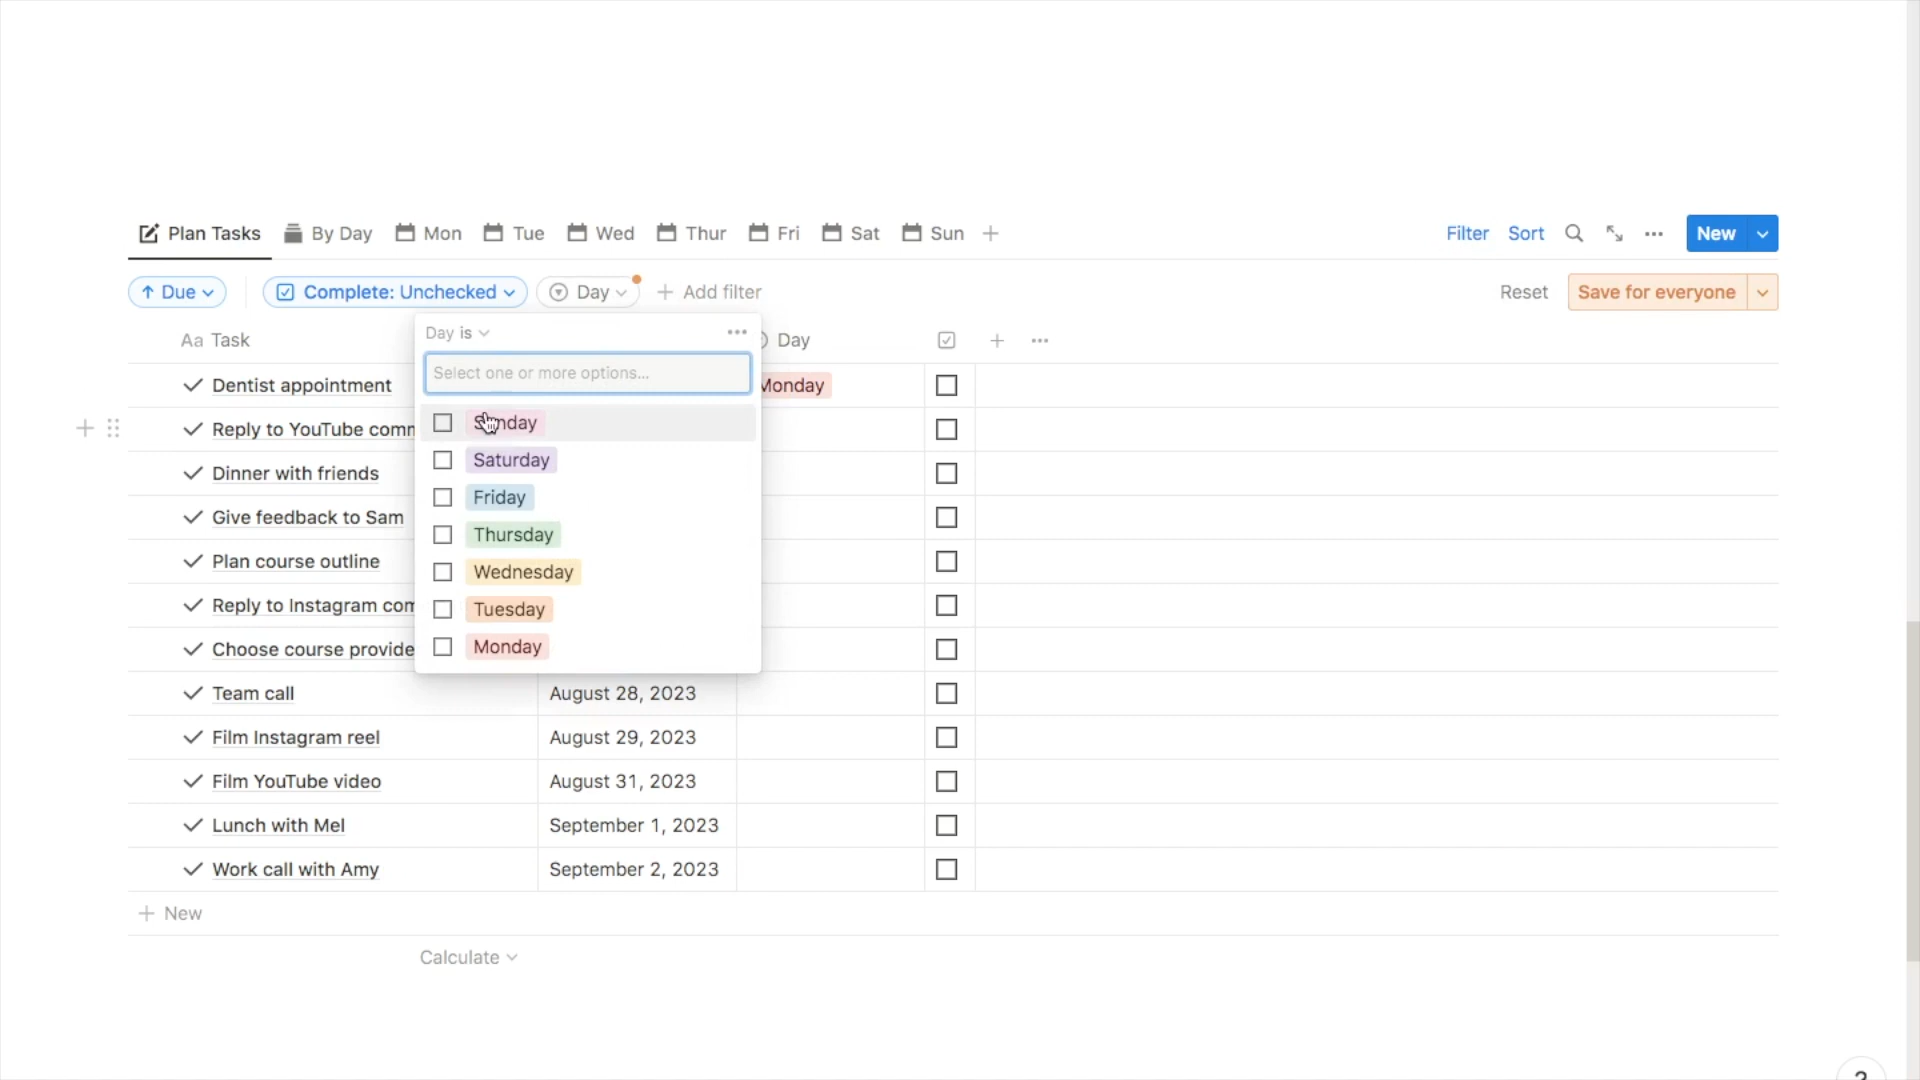 Plan Tasks By Day Mon Tue Wed Thur Fri Sat Sun Filter Sort New
Due Complete: Unchecked Day Add filter Reset Save for everyone
Aa Task Day
Day is
Select one or more options...
Sunday
Saturday
Friday
Thursday
Wednesday
Tuesday
Monday
Dentist appointment Monday
Reply to YouTube comm
Dinner with friends
Give feedback to Sam
Plan course outline
Reply to Instagram com
Choose course provide
Team call August 28, 2023
Film Instagram reel August 29, 2023
Film YouTube video August 31, 2023
Lunch with Mel September 1, 2023
Work call with Amy September 2, 2023
New
Calculate
?